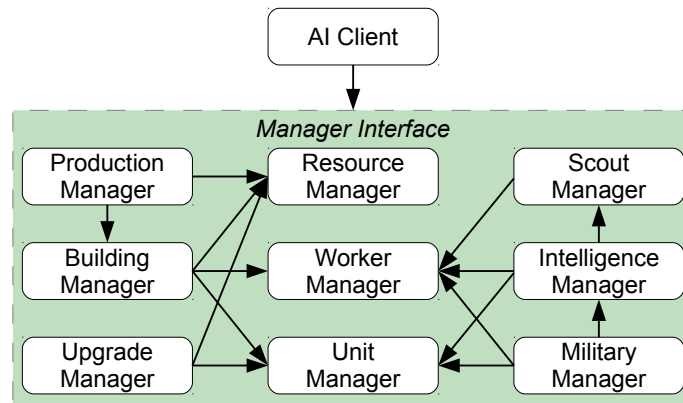 AI Client
Manager Interface
Production
Manager
Resource
Manager
Scout
Manager
Building
Manager
Worker
Manager
Intelligence
Manager
Upgrade
Manager
Unit
Manager
Military
Manager